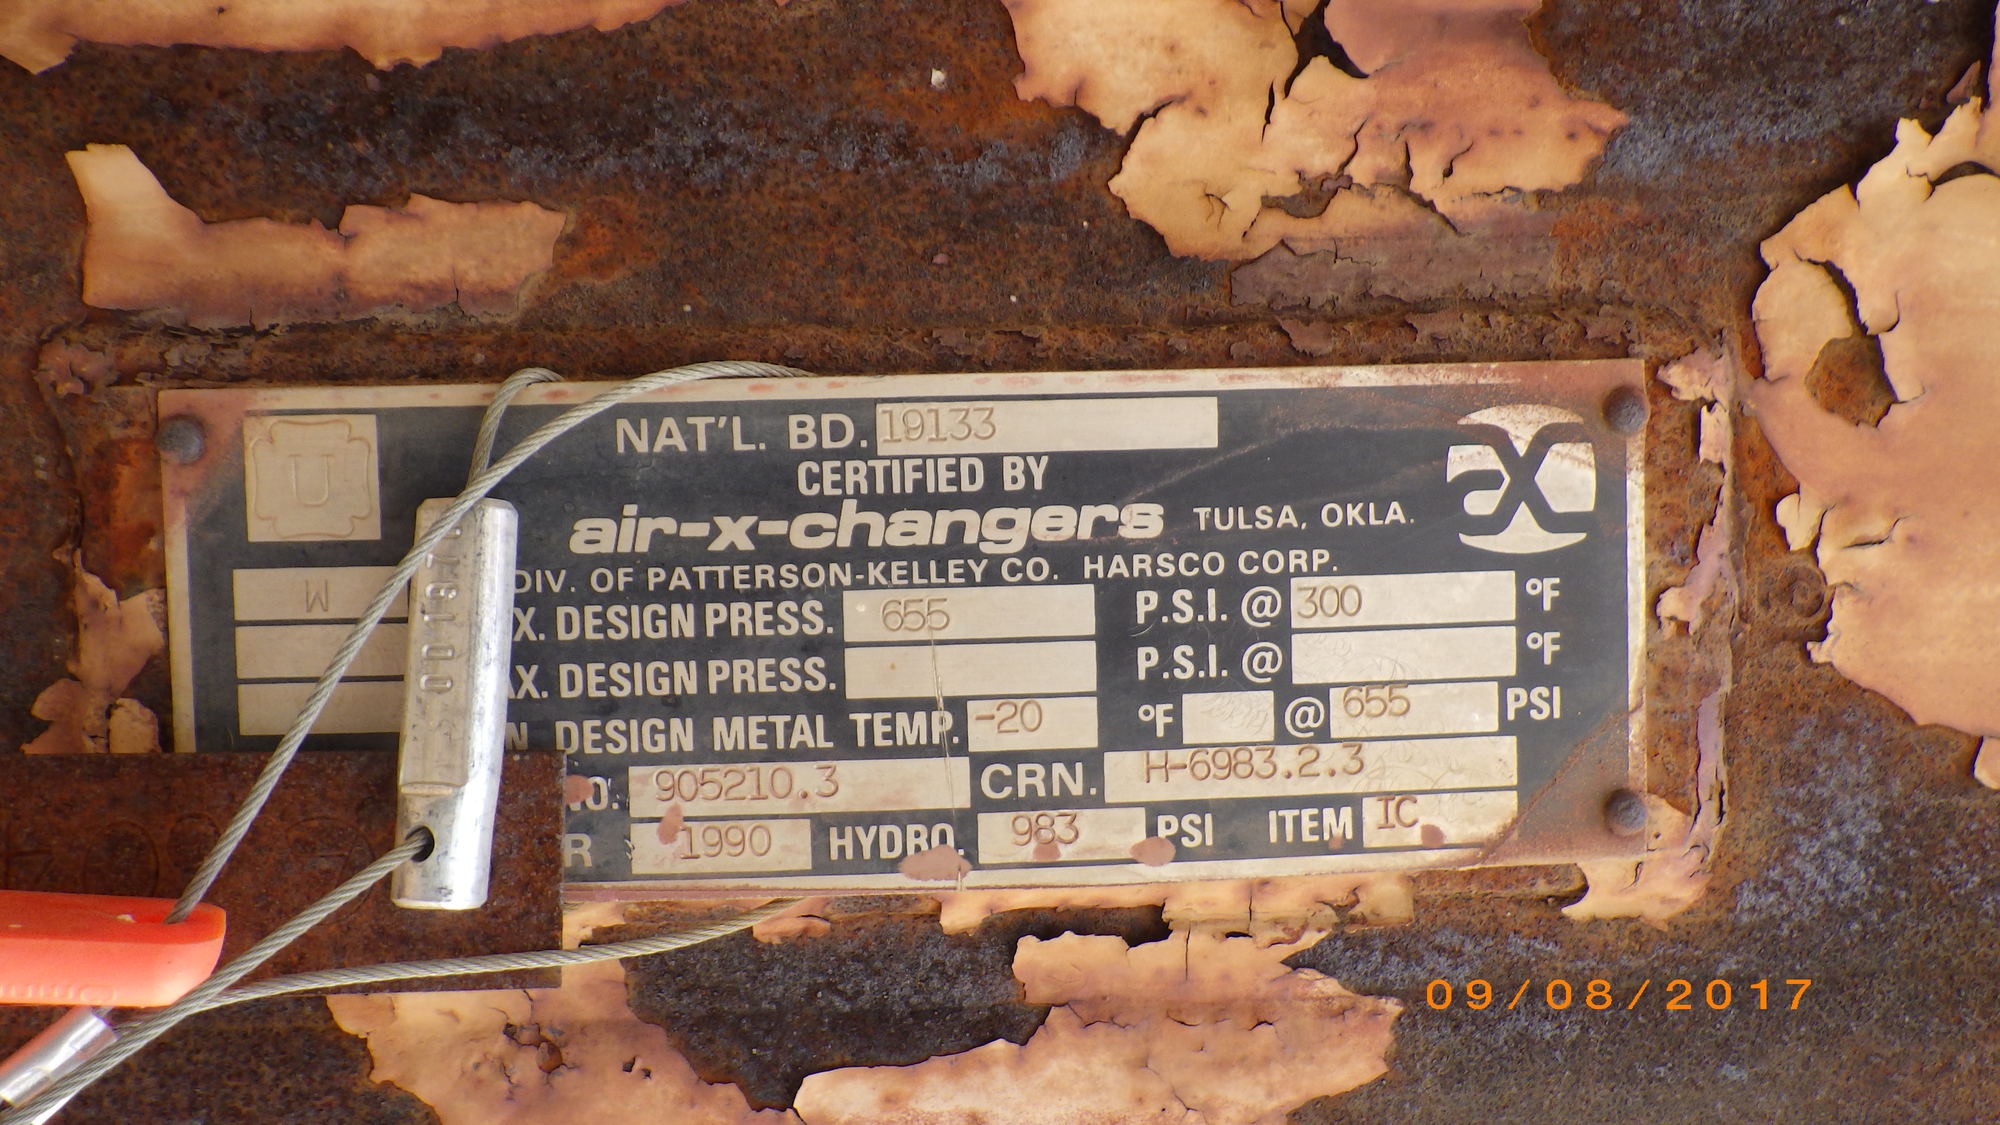 NAT'L. BD. 19133
U
CERTIFIED BY
air-x-changers TULSA, OKLA.
DIV. OF PATTERSON-KELLEY CO. HARSCO CORP.
W
X. DESIGN PRESS. 655 P.S.I. @ 300 °F
X. DESIGN PRESS. P.S.I. @ °F
N DESIGN METAL TEMP. -20 °F @ 655 PSI
NO. 905210.3 CRN. H-6983.2.3
R 1990 HYDRO. 983 PSI ITEM IC
09/08/2017